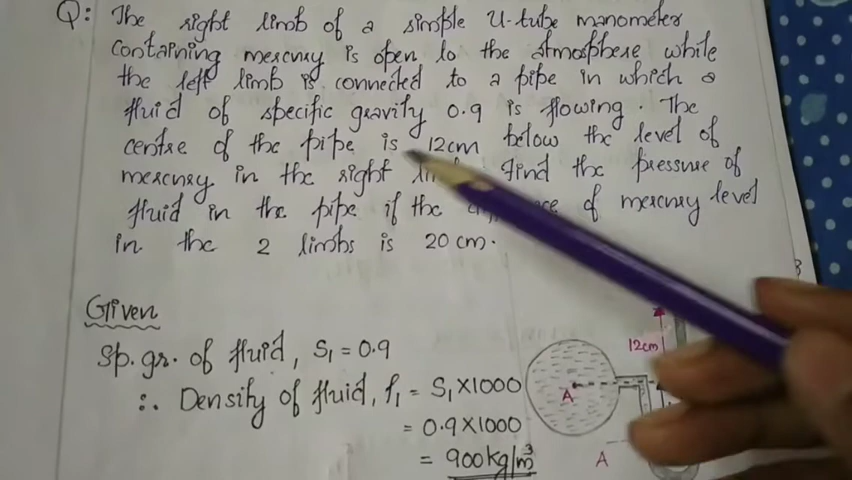 Q: The right limb of a simple U-tube manometer
containing mercury is open to the atmosphere while
the left limb is connected to a pipe in which a
fluid of specific gravity 0.9 is flowing. The
centre of the pipe is 12cm below the level of
mercury in the right find the pressure of
fluid in the pipe if the of mercury level
in the 2 limbs is 20 cm.
Given
Sp. gr. of fluid, S₁ = 0.9
∴ Density of fluid, ρ₁ = S₁ X 1000
= 0.9 X 1000
= 900 kg/m³
12cm
A
A